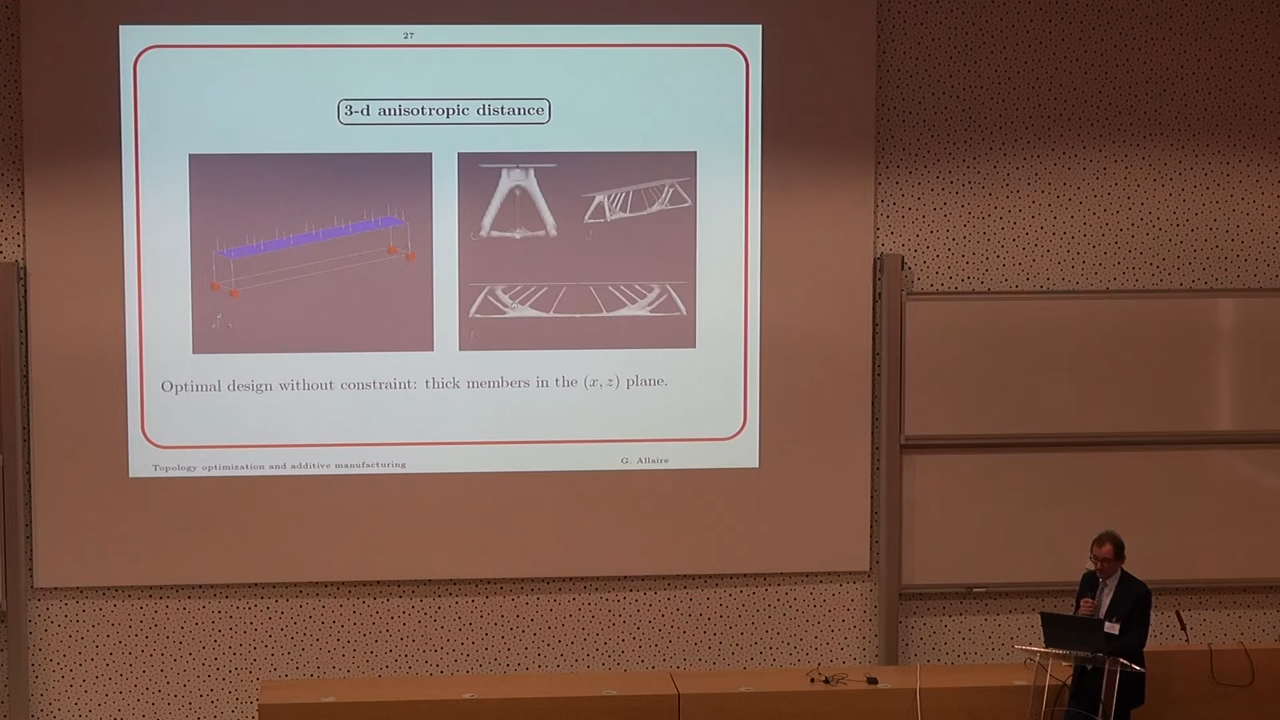 27
3-d anisotropic distance
Optimal design without constraint: thick members in the (x, z) plane.
Topology optimization and additive manufacturing
G. Allaire